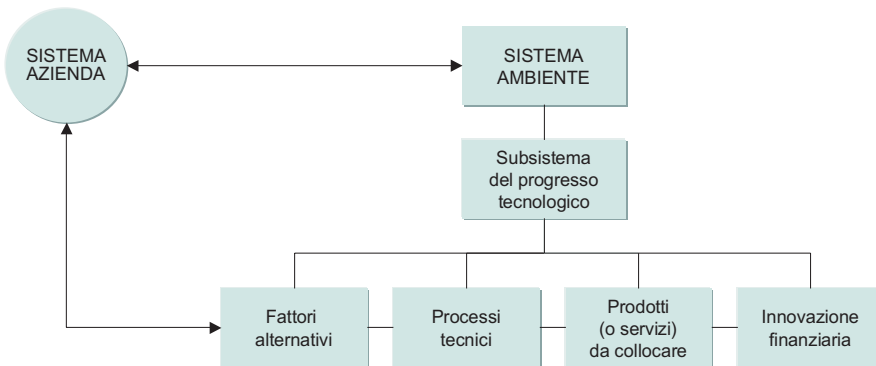 SISTEMA
AZIENDA
SISTEMA
AMBIENTE
Subsistema
del progresso
tecnologico
Fattori
alternativi
Processi
tecnici
Prodotti
(o servizi)
da collocare
Innovazione
finanziaria